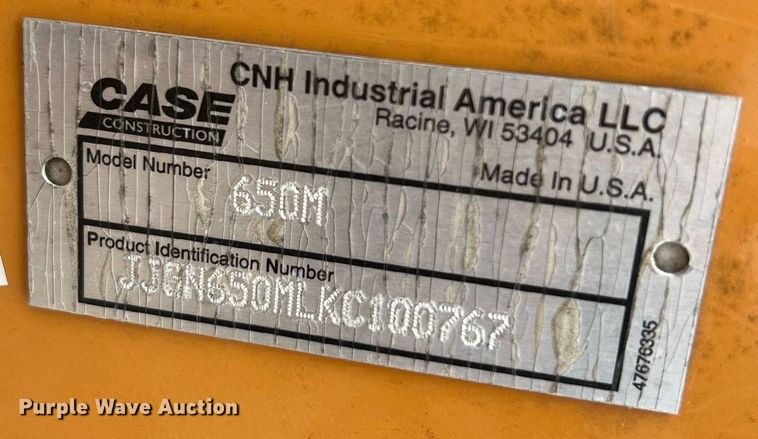 CASE
CONSTRUCTION
CNH Industrial America LLC
Racine, WI 53404 U.S.A.
Made In U.S.A.
Model Number
650M
Product Identification Number
JJGN650MLKC100767
47676335
Purple Wave Auction